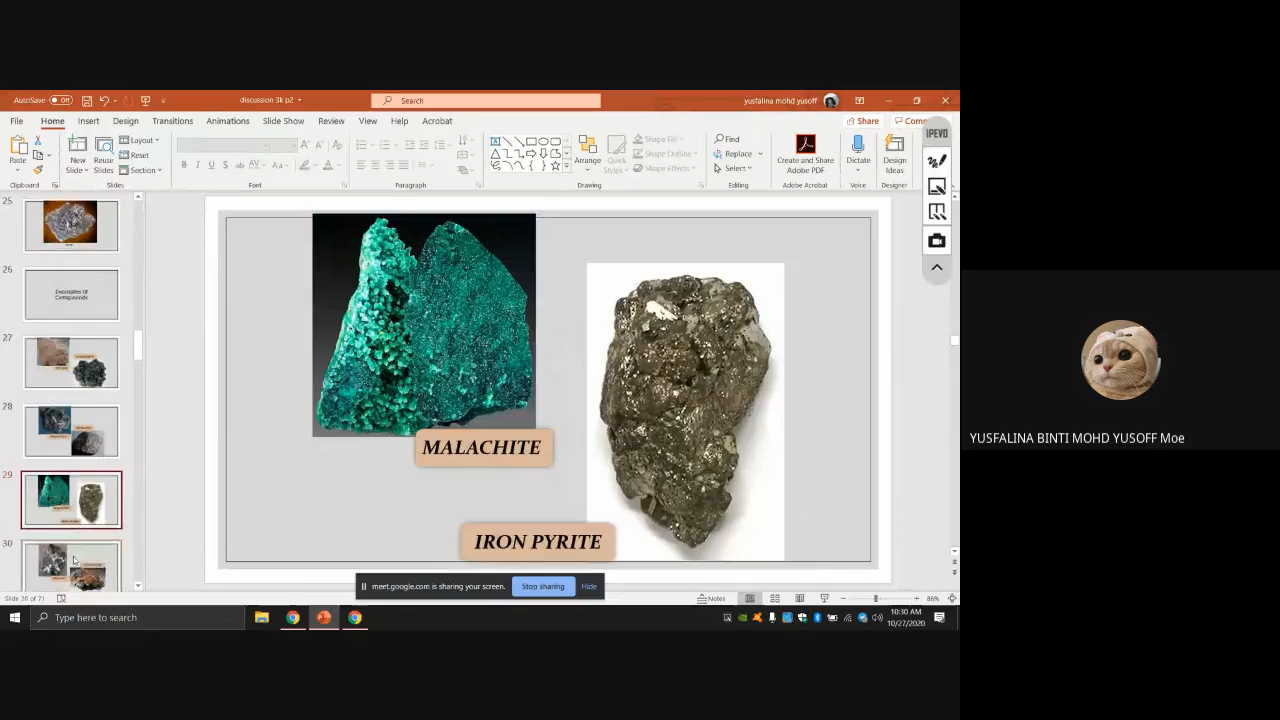 AutoSave Off
discussion 3k p2
Search
yusfalina mohd yusoff
File Home Insert Design Transitions Animations Slide Show Review View Help Acrobat
Share
IPEVO
Paste
New Slide
Reuse Slides
Layout
Reset
Section
Arrange
Quick Styles
Shape Fill
Shape Outline
Shape Effects
Find
Replace
Select
Create and Share Adobe PDF
Dictate
Design Ideas
Clipboard Slides Font Paragraph Drawing Editing Adobe Acrobat Voice Designer
25
26
Examples of
Compounds
27
28
29
30
MALACHITE
IRON PYRITE
YUSFALINA BINTI MOHD YUSOFF Moe
meet.google.com is sharing your screen. Stop sharing Hide
Slide 29 of 71
Notes
86%
Type here to search
10:30 AM
10/27/2020